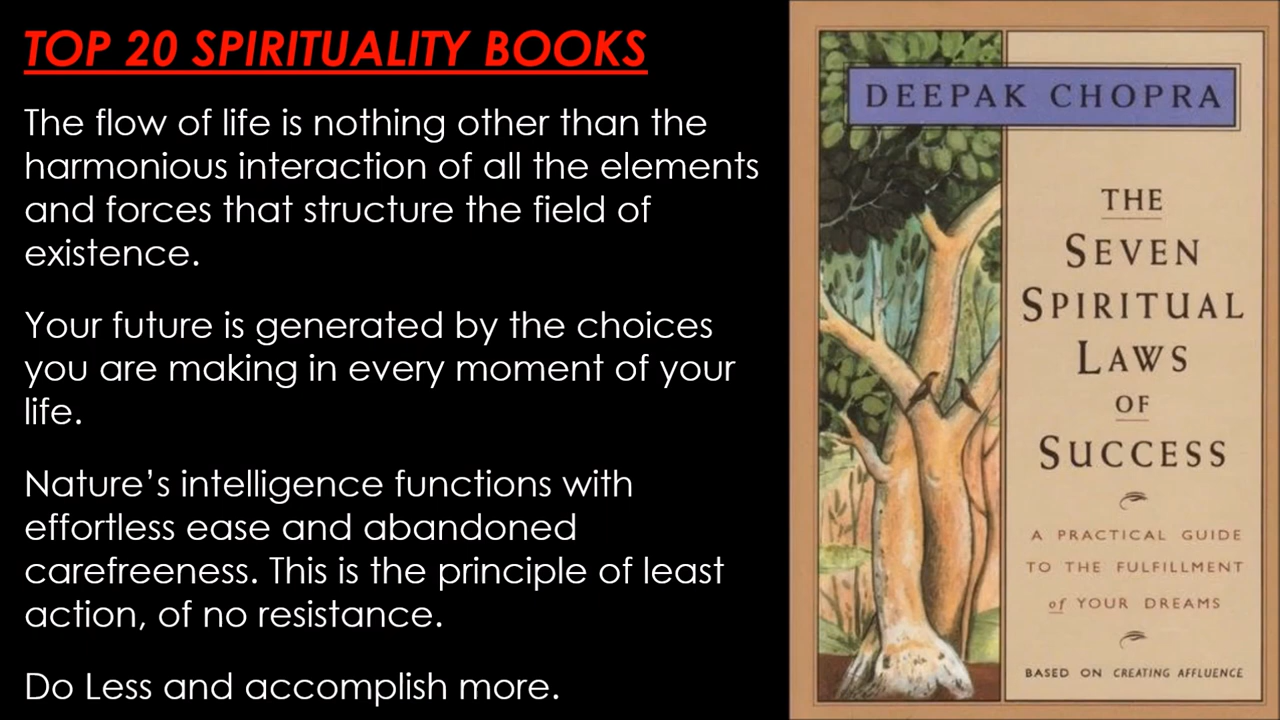 TOP 20 SPIRITUALITY BOOKS
The flow of life is nothing other than the
harmonious interaction of all the elements
and forces that structure the field of
existence.
Your future is generated by the choices
you are making in every moment of your
life.
Nature’s intelligence functions with
effortless ease and abandoned
carefreeness. This is the principle of least
action, of no resistance.
Do Less and accomplish more.
DEEPAK CHOPRA
THE
SEVEN
SPIRITUAL
LAWS
OF
SUCCESS
A PRACTICAL GUIDE
TO THE FULFILLMENT
of YOUR DREAMS
BASED ON CREATING AFFLUENCE